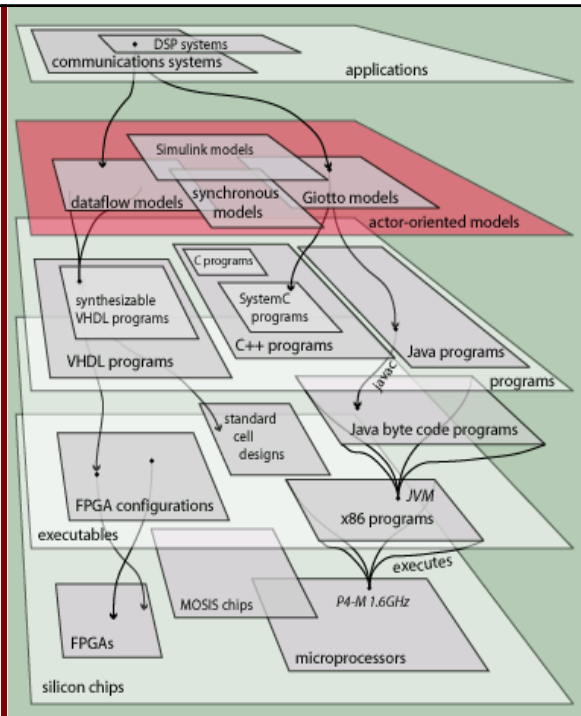 DSP systems
communications systems
applications
Simulink models
dataflow models
synchronous
models
Giotto models
actor-oriented models
C programs
synthesizable
VHDL programs
SystemC
programs
VHDL programs
C++ programs
Java programs
programs
javac
standard
cell
designs
Java byte code programs
FPGA configurations
JVM
x86 programs
executables
executes
MOSIS chips
P4-M 1.6GHz
FPGAs
microprocessors
silicon chips